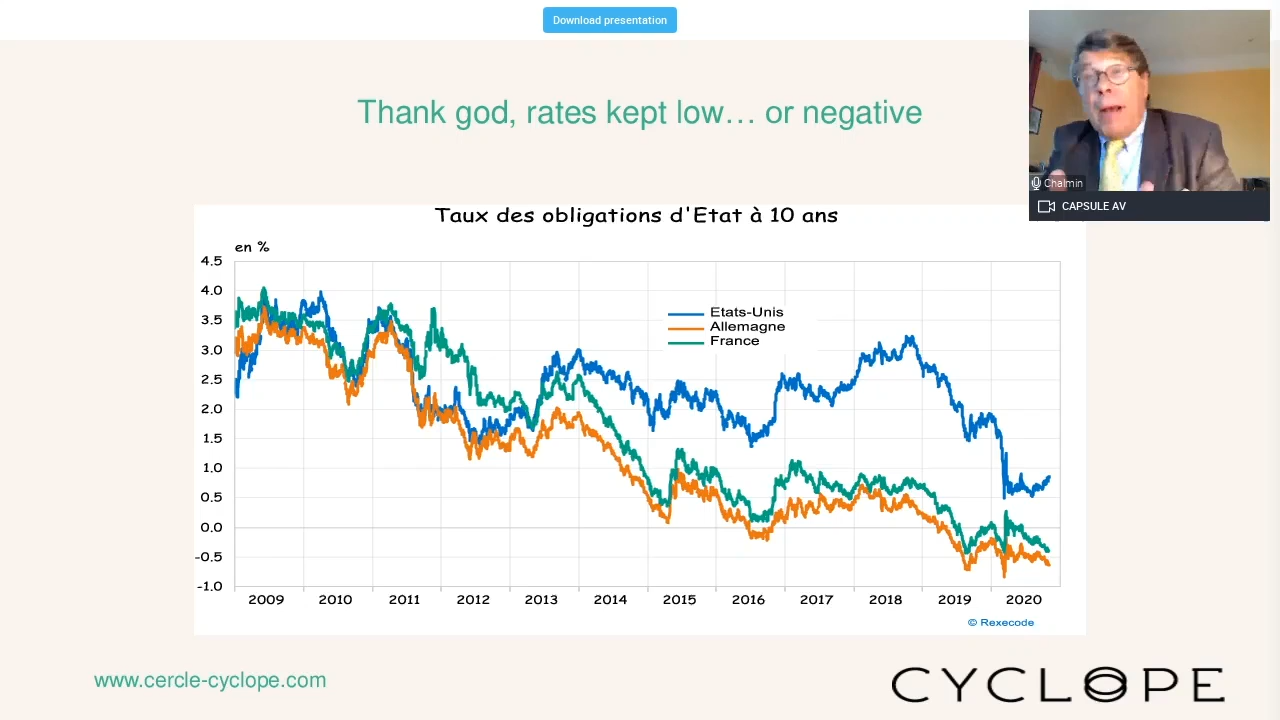 Download presentation
Thank god, rates kept low… or negative
Chalmin
CAPSULE AV
Taux des obligations d'Etat à 10 ans
en %
4.5
4.0
3.5
3.0
2.5
2.0
1.5
1.0
0.5
0.0
-0.5
-1.0
Etats-Unis
Allemagne
France
2009 2010 2011 2012 2013 2014 2015 2016 2017 2018 2019 2020
© Rexecode
www.cercle-cyclope.com
CYCLOPE